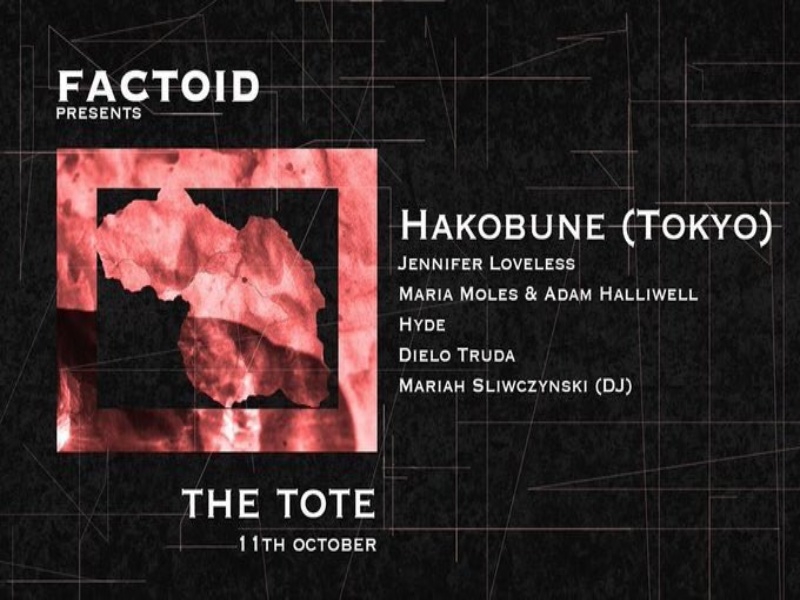 FACTOID
PRESENTS
HAKOBUNE (TOKYO)
JENNIFER LOVELESS
MARIA MOLES & ADAM HALLIWELL
HYDE
DIELO TRUDA
MARIAH SLIWCZYNSKI (DJ)
THE TOTE
11TH OCTOBER